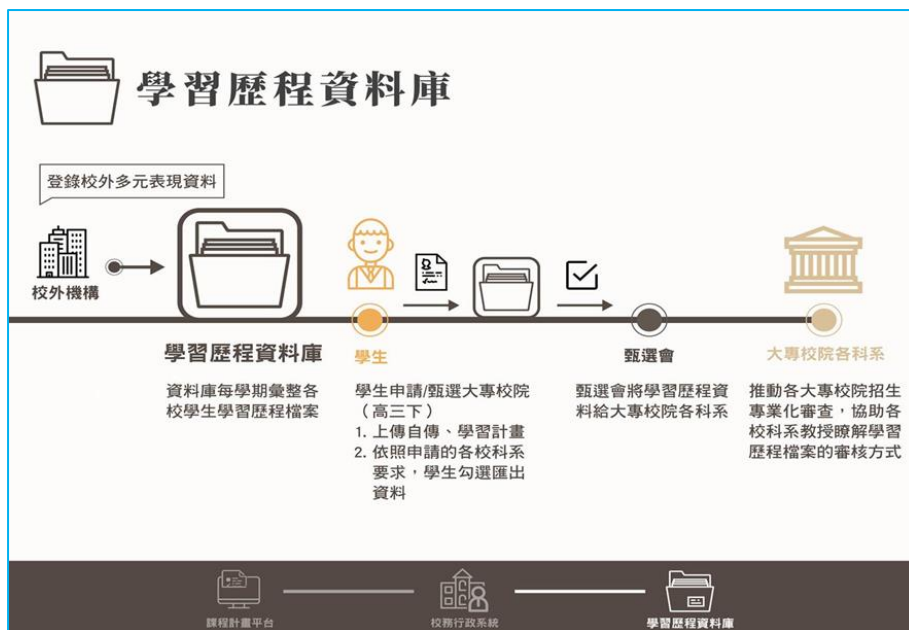 學習歷程資料庫
登錄校外多元表現資料
校外機構
學習歷程資料庫
資料庫每學期彙整各
校學生學習歷程檔案
學生
學生申請/甄選大專校院
（高三下）
1. 上傳自傳、學習計畫
2. 依照申請的各校科系
要求，學生勾選匯出
資料
甄選會
甄選會將學習歷程資
料給大專校院各科系
大專校院各科系
推動各大專校院招生
專業化審查，協助各
校科系教授瞭解學習
歷程檔案的審核方式
課程計畫平台
校務行政系統
學習歷程資料庫